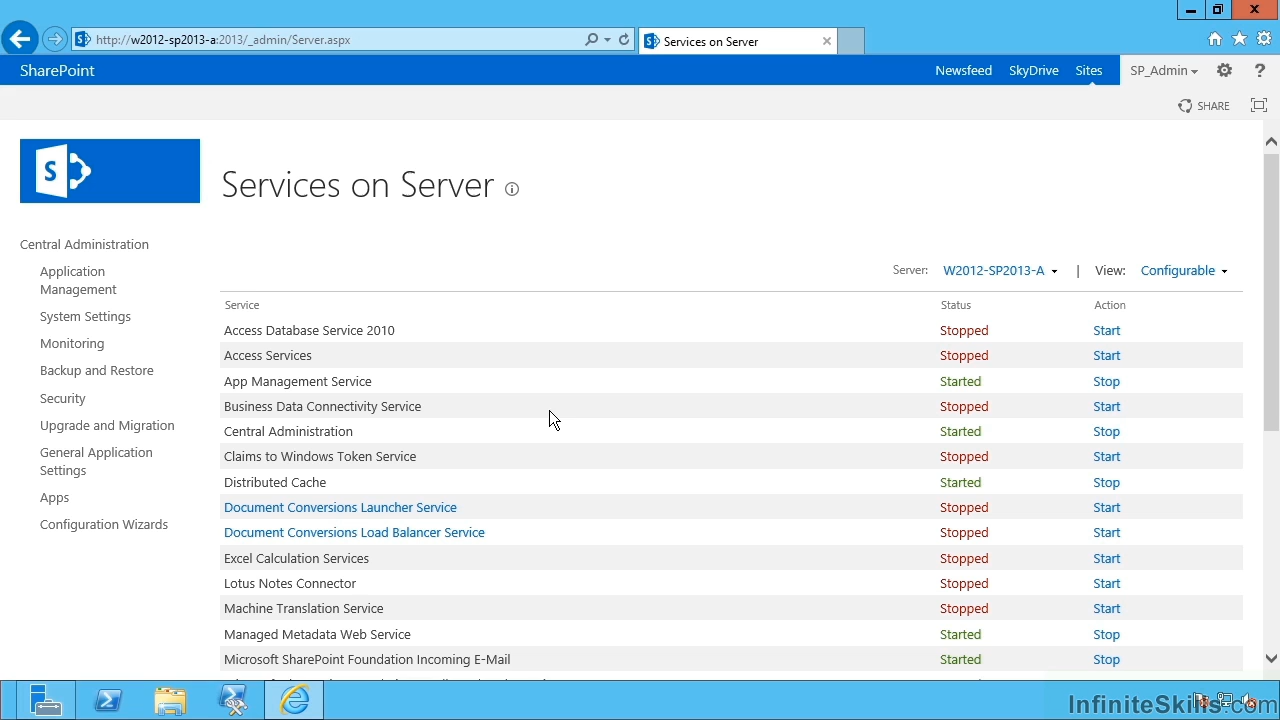 http://w2012-sp2013-a:2013/_admin/Server.aspx
Services on Server
SharePoint
Newsfeed
SkyDrive
Sites
SP_Admin
?
SHARE
S
Services on Server
Central Administration
Application
Management
System Settings
Monitoring
Backup and Restore
Security
Upgrade and Migration
General Application
Settings
Apps
Configuration Wizards
Server: W2012-SP2013-A | View: Configurable
Service Status Action
Access Database Service 2010 Stopped Start
Access Services Stopped Start
App Management Service Started Stop
Business Data Connectivity Service Stopped Start
Central Administration Started Stop
Claims to Windows Token Service Stopped Start
Distributed Cache Started Stop
Document Conversions Launcher Service Stopped Start
Document Conversions Load Balancer Service Stopped Start
Excel Calculation Services Stopped Start
Lotus Notes Connector Stopped Start
Machine Translation Service Stopped Start
Managed Metadata Web Service Started Stop
Microsoft SharePoint Foundation Incoming E-Mail Started Stop
InfiniteSkills.com